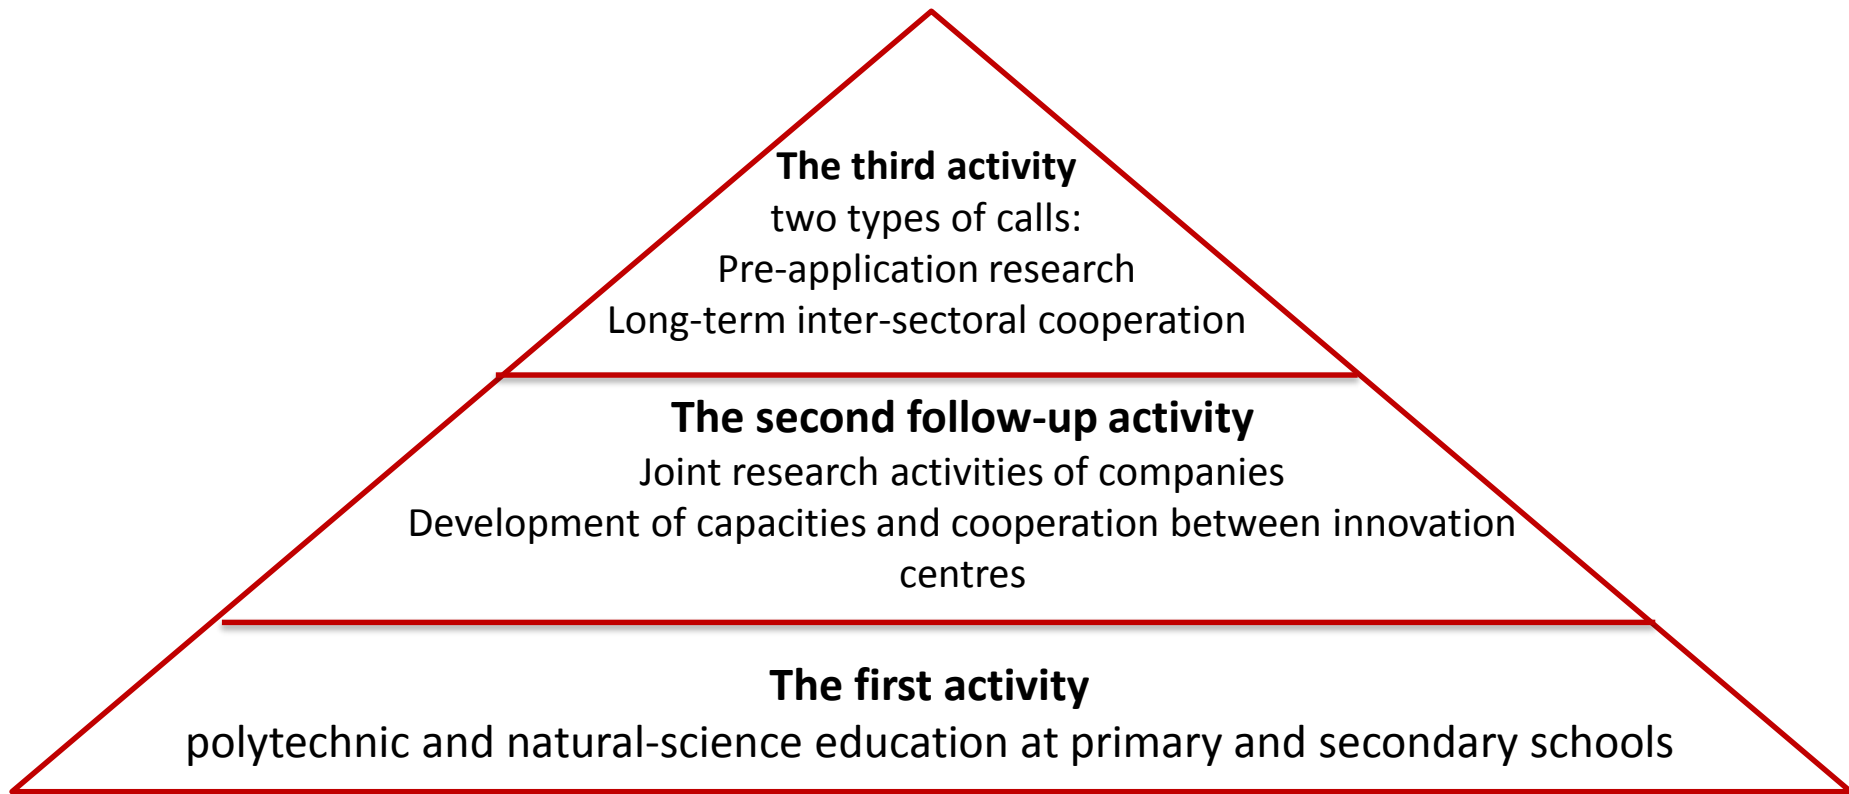 The third activity
two types of calls:
Pre-application research
Long-term inter-sectoral cooperation
The second follow-up activity
Joint research activities of companies
Development of capacities and cooperation between innovation
centres
The first activity
polytechnic and natural-science education at primary and secondary schools